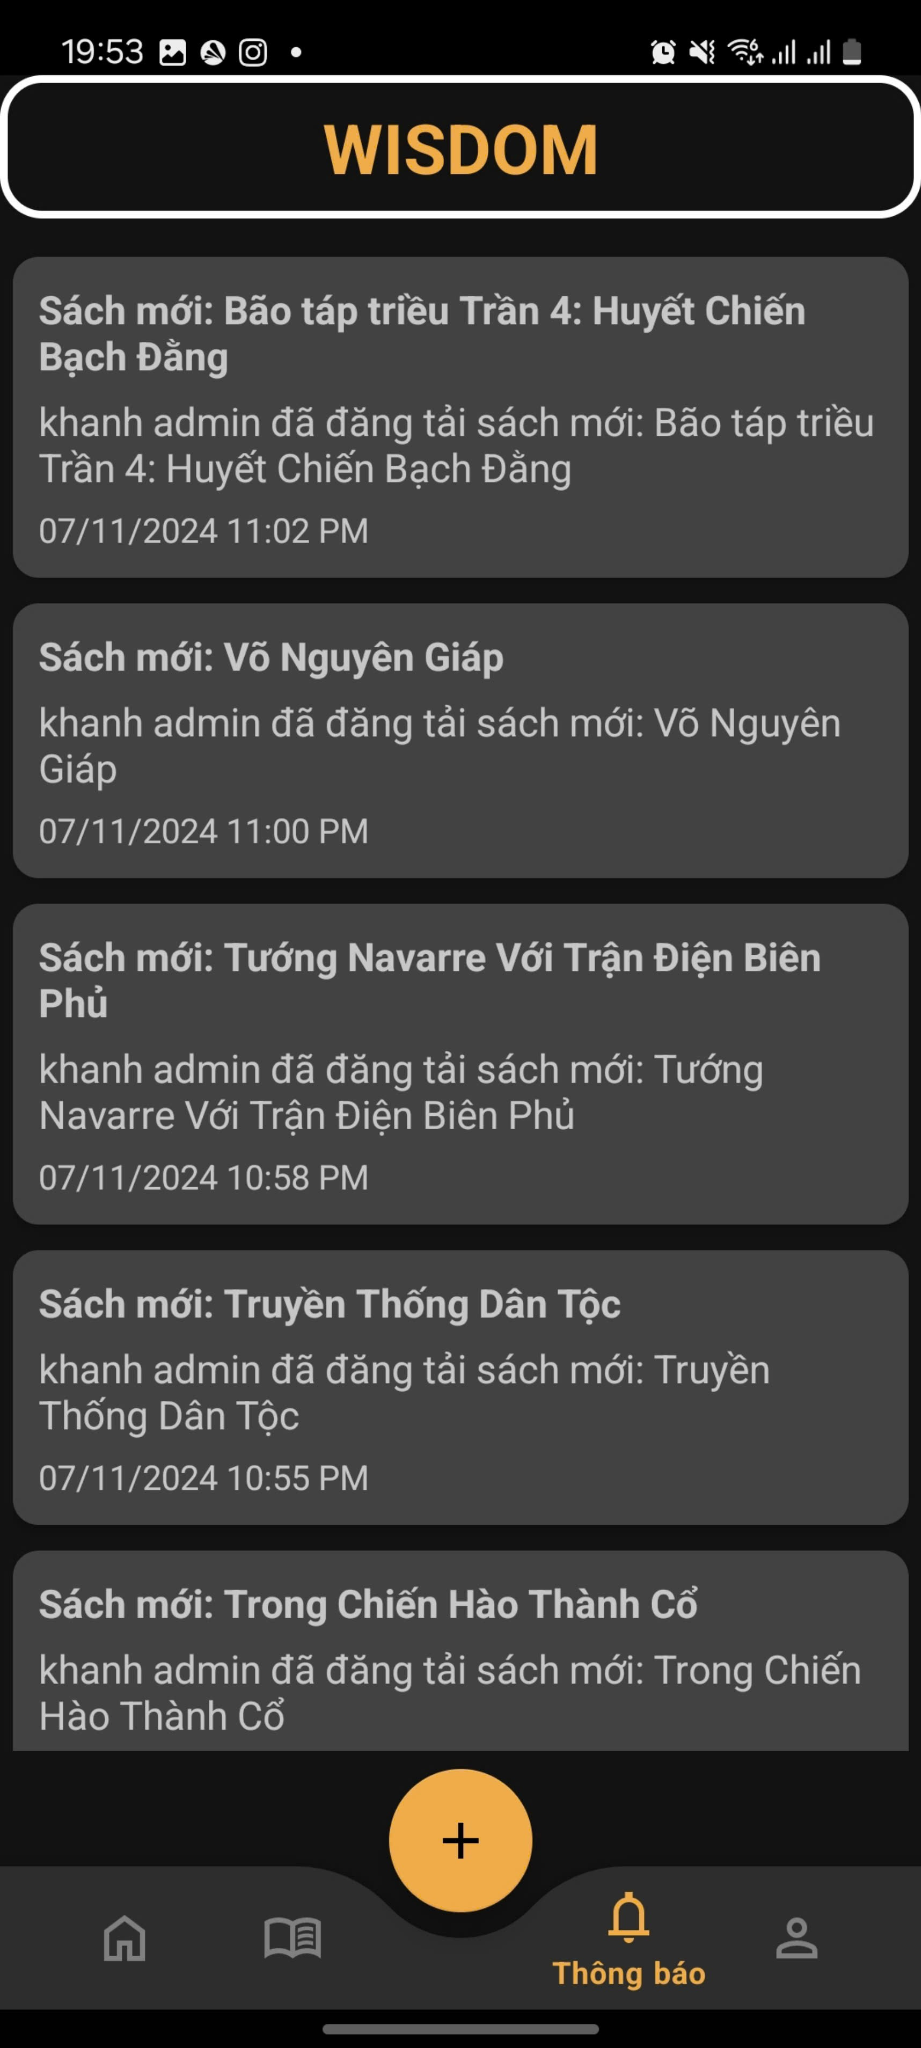 19:53
WISDOM
Sách mới: Bão táp triều Trần 4: Huyết Chiến
Bạch Đằng
khanh admin đã đăng tải sách mới: Bão táp triều
Trần 4: Huyết Chiến Bạch Đằng
07/11/2024 11:02 PM
Sách mới: Võ Nguyên Giáp
khanh admin đã đăng tải sách mới: Võ Nguyên
Giáp
07/11/2024 11:00 PM
Sách mới: Tướng Navarre Với Trận Điện Biên
Phủ
khanh admin đã đăng tải sách mới: Tướng
Navarre Với Trận Điện Biên Phủ
07/11/2024 10:58 PM
Sách mới: Truyền Thống Dân Tộc
khanh admin đã đăng tải sách mới: Truyền
Thống Dân Tộc
07/11/2024 10:55 PM
Sách mới: Trong Chiến Hào Thành Cổ
khanh admin đã đăng tải sách mới: Trong Chiến
Hào Thành Cổ
Thông báo